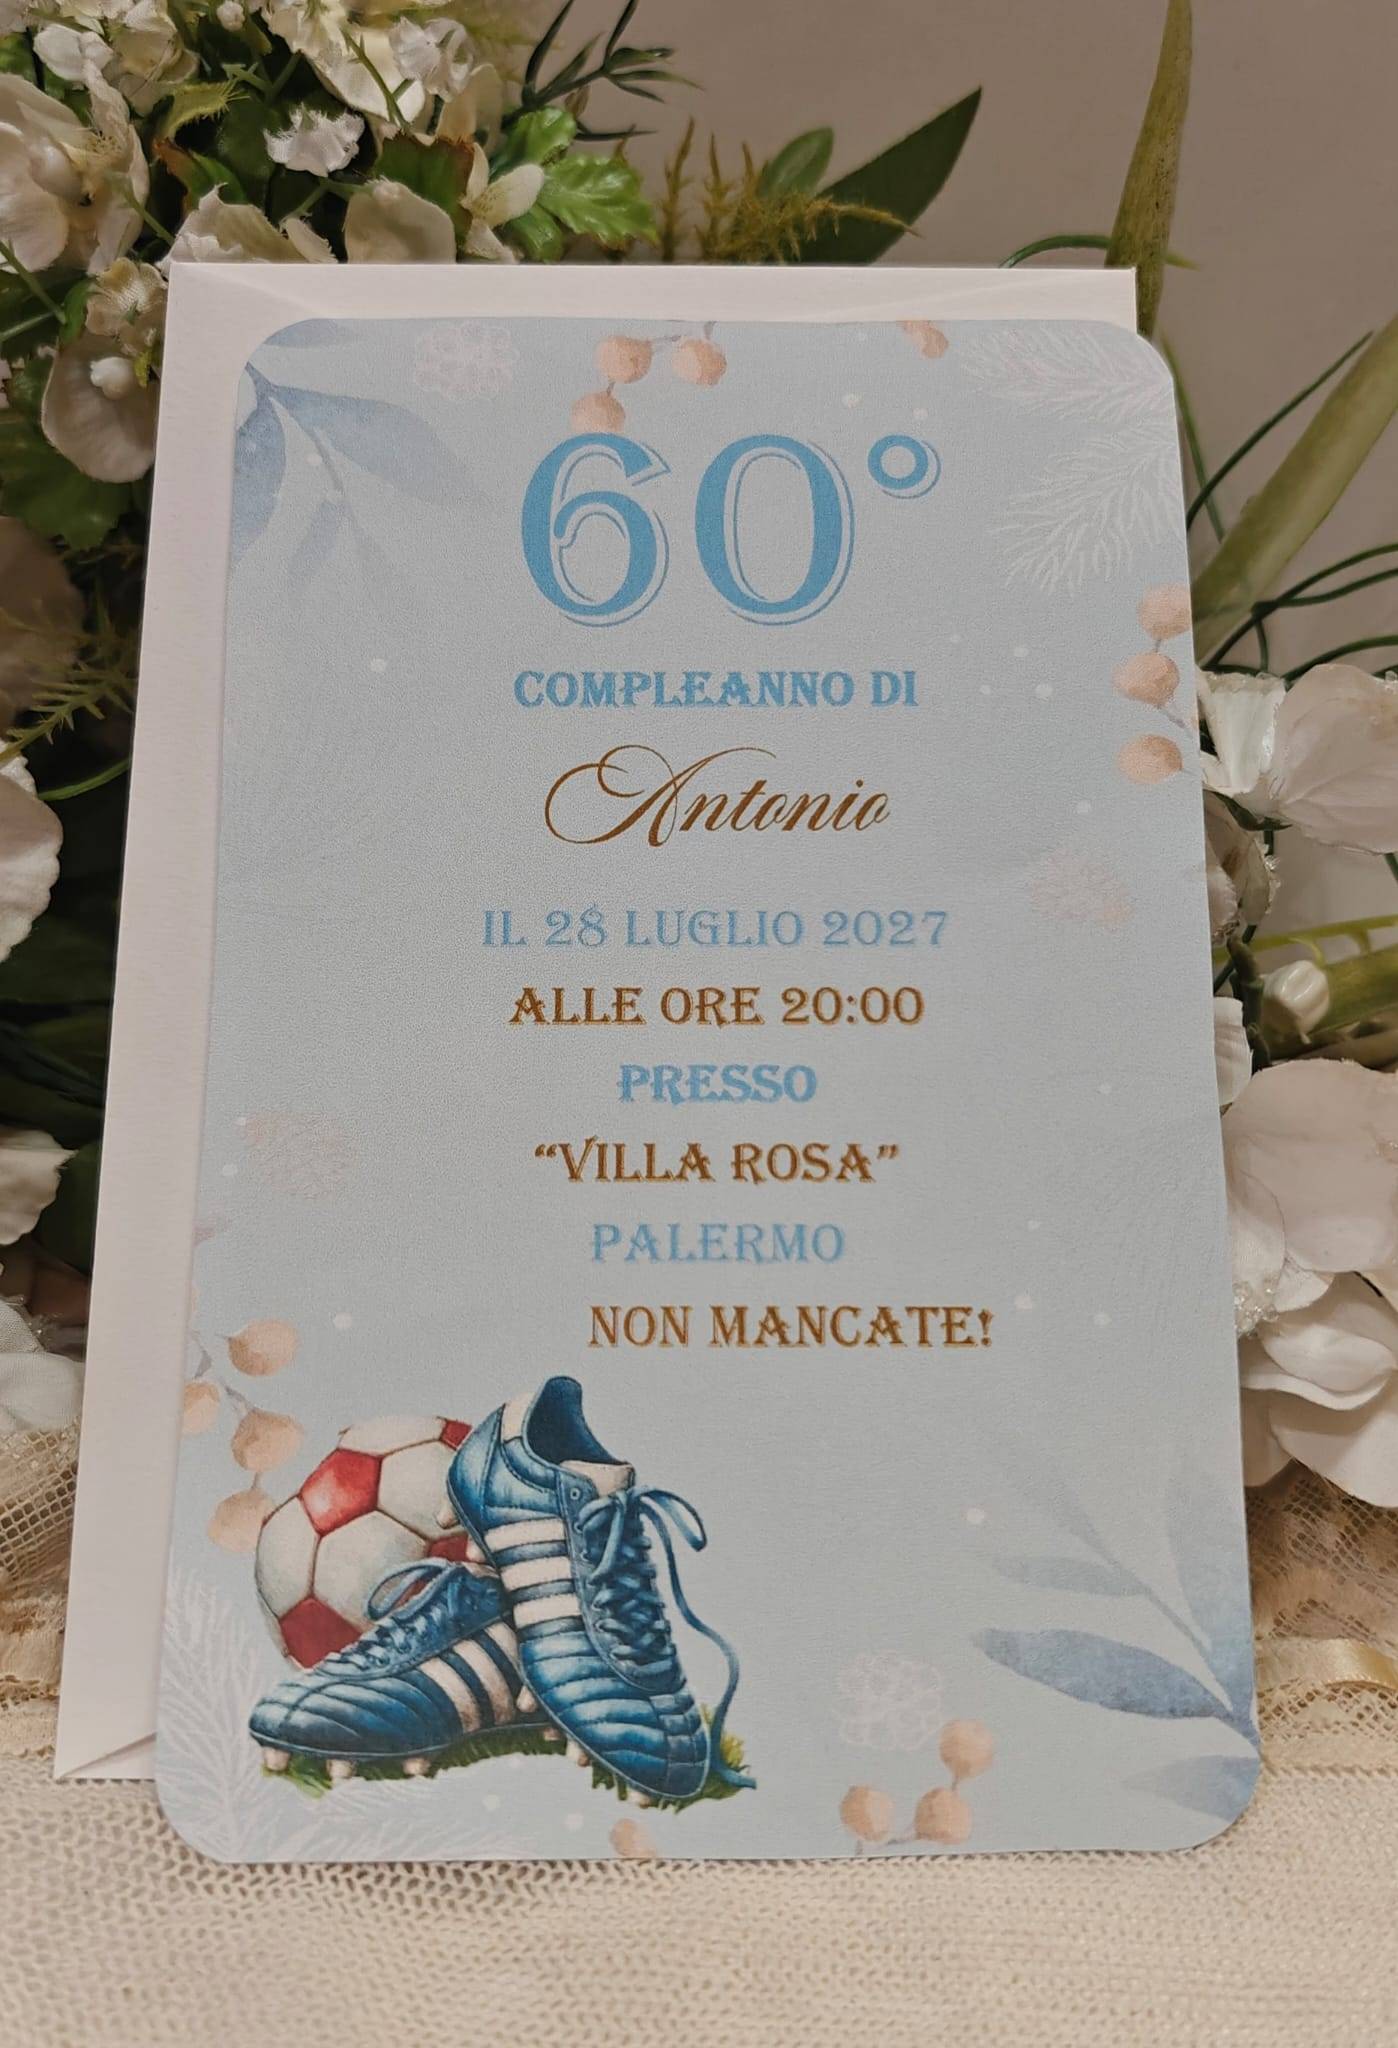 60°
COMPLEANNO DI
Antonio
IL 28 LUGLIO 2027
ALLE ORE 20:00
PRESSO
“VILLA ROSA”
PALERMO
NON MANCATE!